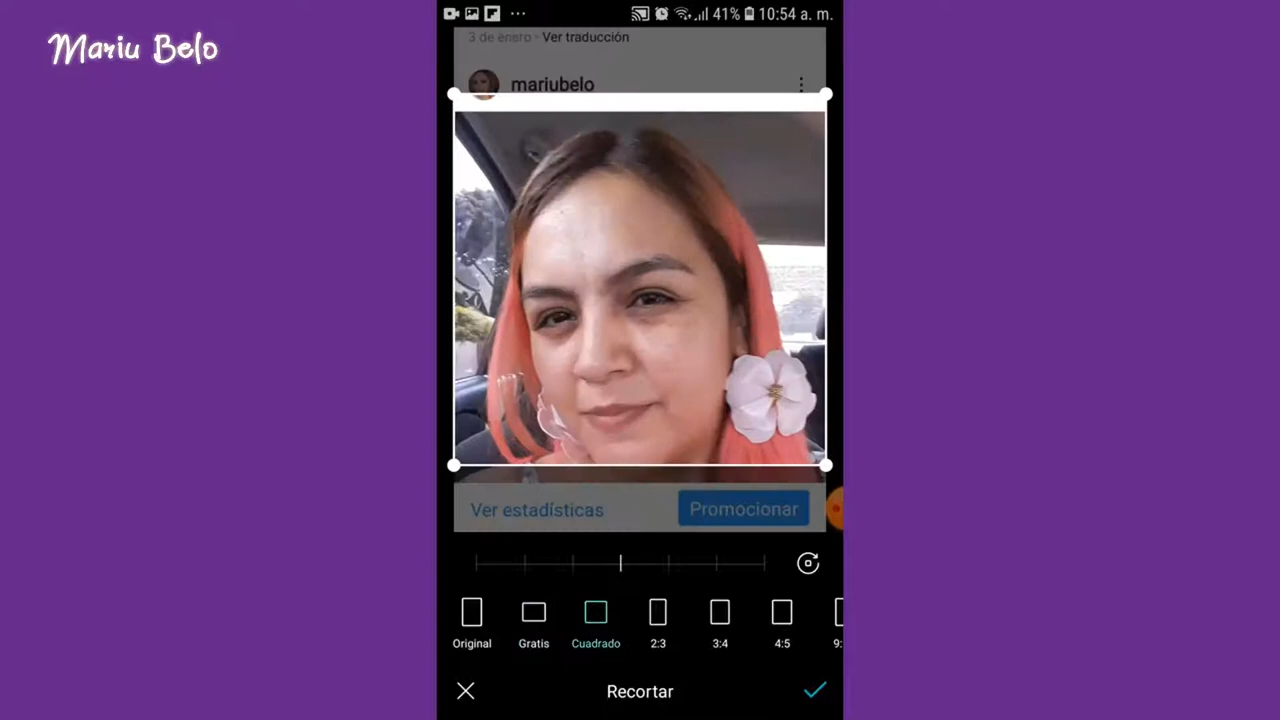 Mariu Belo
41% 10:54 a. m.
3 de enero · Ver traducción
mariubelo
Ver estadísticas
Promocionar
Original Gratis Cuadrado 2:3 3:4 4:5 9:
Recortar